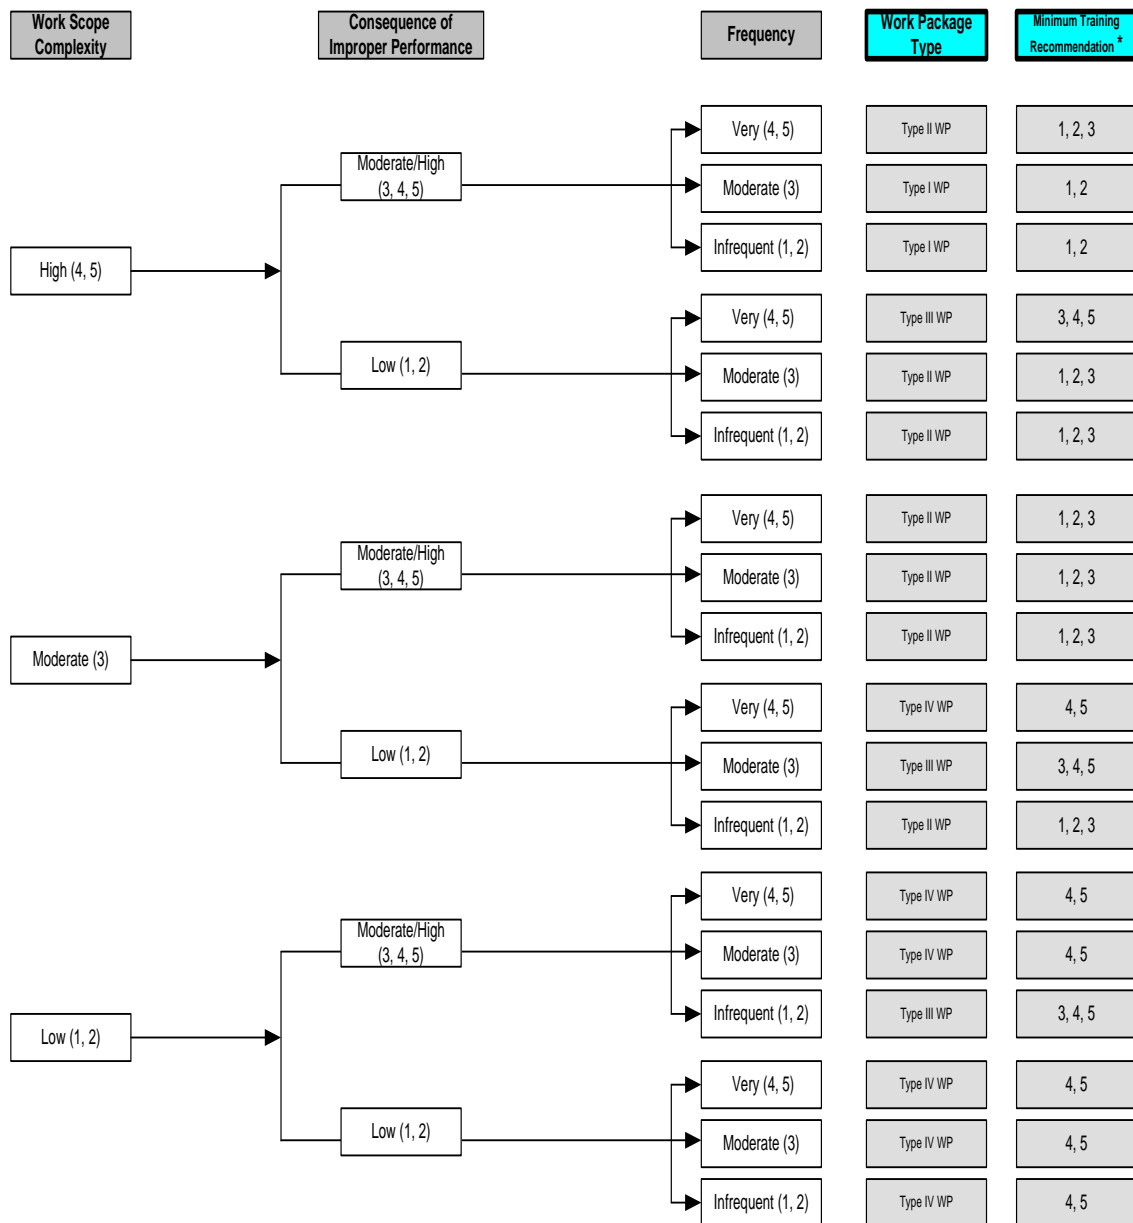 Work Scope
Complexity
Consequence of
Improper Performance
Frequency
Work Package
Type
Minimum Training
Recommendation *
Very (4, 5)
Type II WP
1, 2, 3
Moderate/High
(3, 4, 5)
Moderate (3)
Type I WP
1, 2
Infrequent (1, 2)
Type I WP
1, 2
High (4, 5)
Very (4, 5)
Type III WP
3, 4, 5
Low (1, 2)
Moderate (3)
Type II WP
1, 2, 3
Infrequent (1, 2)
Type II WP
1, 2, 3
Very (4, 5)
Type II WP
1, 2, 3
Moderate/High
(3, 4, 5)
Moderate (3)
Type II WP
1, 2, 3
Infrequent (1, 2)
Type II WP
1, 2, 3
Moderate (3)
Very (4, 5)
Type IV WP
4, 5
Low (1, 2)
Moderate (3)
Type III WP
3, 4, 5
Infrequent (1, 2)
Type II WP
1, 2, 3
Very (4, 5)
Type IV WP
4, 5
Moderate/High
(3, 4, 5)
Moderate (3)
Type IV WP
4, 5
Infrequent (1, 2)
Type III WP
3, 4, 5
Low (1, 2)
Very (4, 5)
Type IV WP
4, 5
Low (1, 2)
Moderate (3)
Type IV WP
4, 5
Infrequent (1, 2)
Type IV WP
4, 5